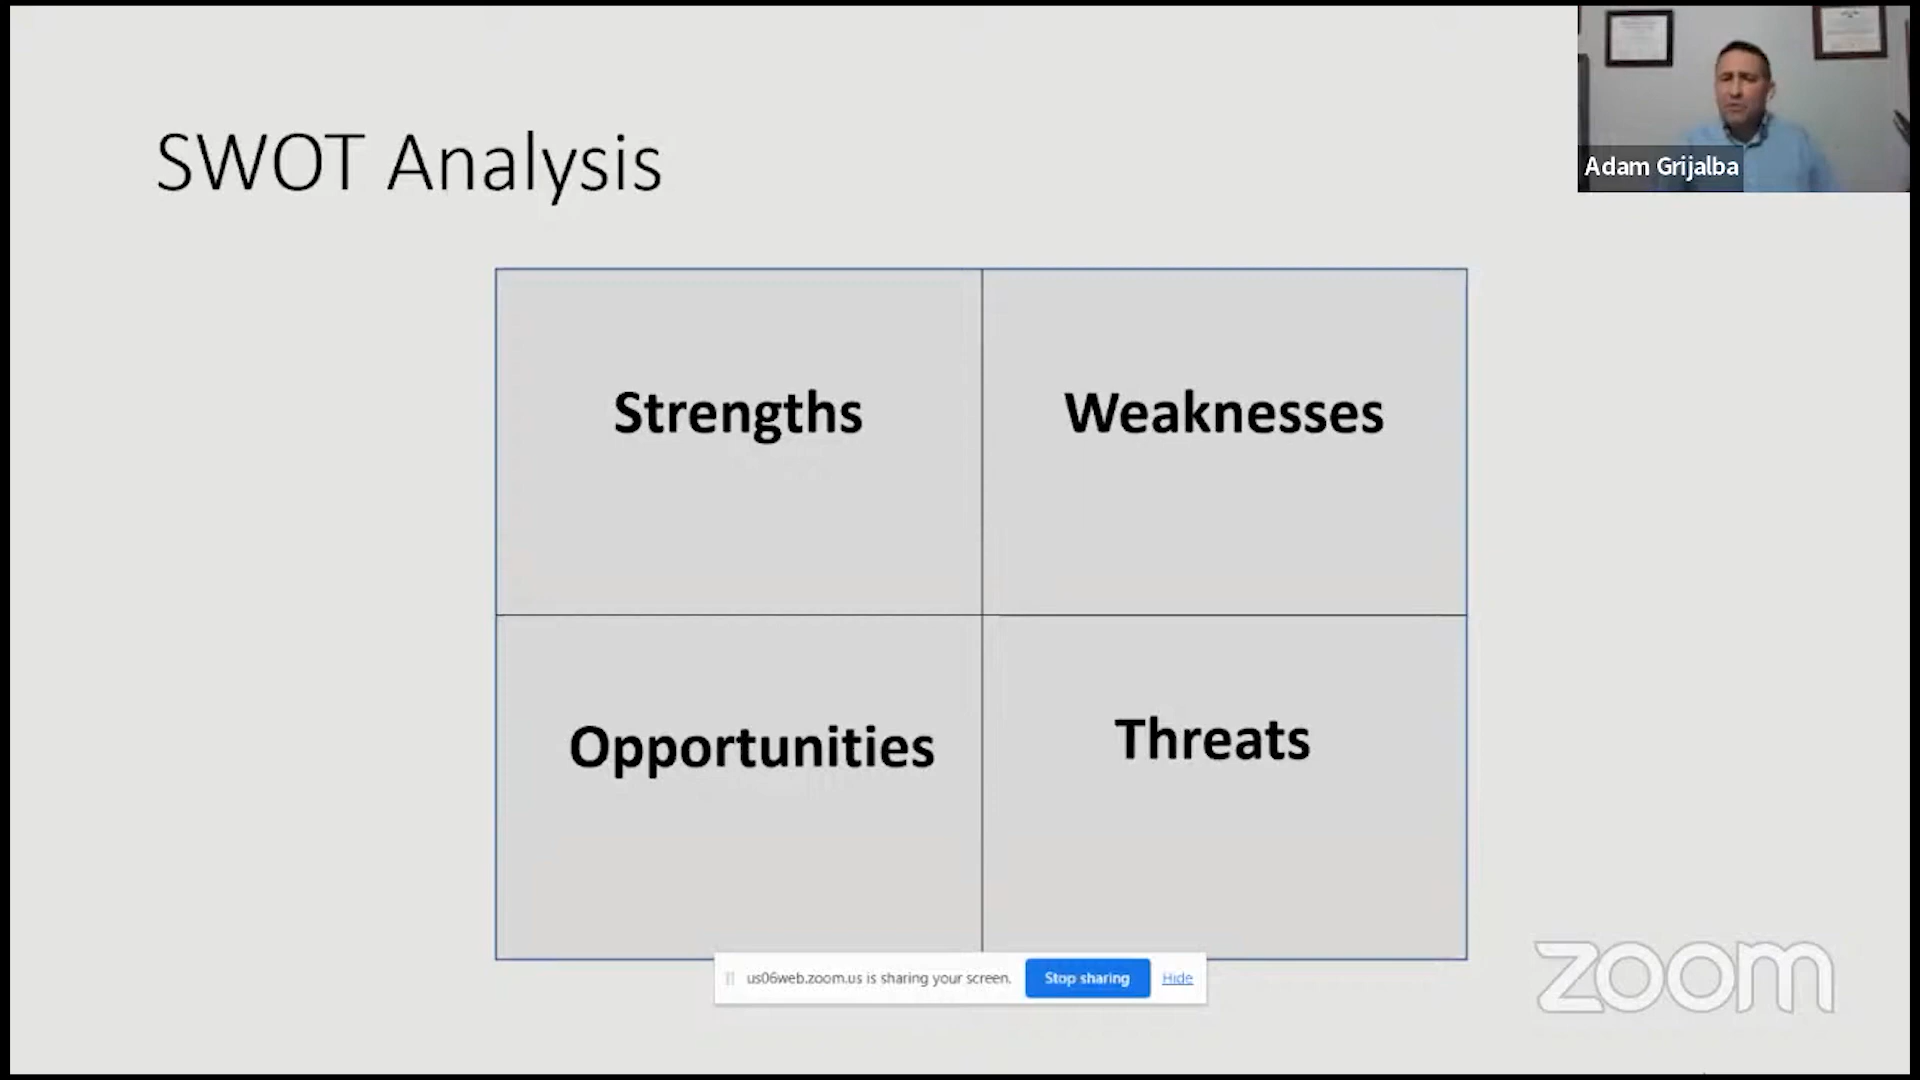 SWOT Analysis
Adam Grijalba
Strengths
Weaknesses
Opportunities
Threats
us06web.zoom.us is sharing your screen.
Stop sharing
Hide
zoom